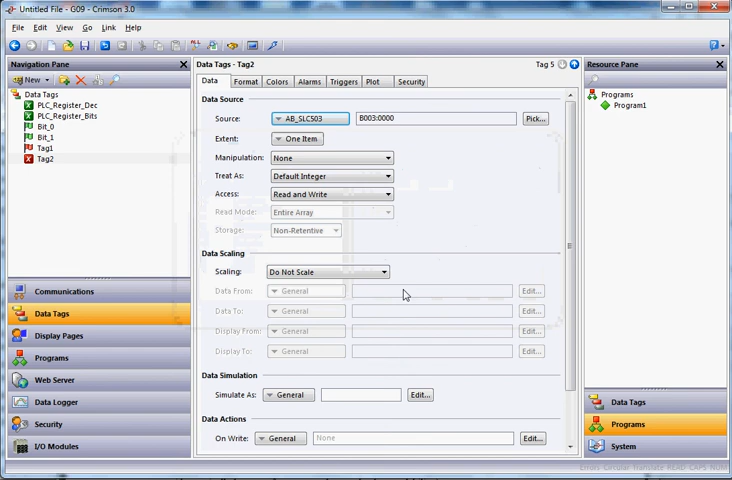 Untitled File - G09 - Crimson 3.0
File Edit View Go Link Help
Navigation Pane
New
Data Tags
PLC_Register_Dec
PLC_Register_Bits
Bit_0
Bit_1
Tag1
Tag2
Communications
Data Tags
Display Pages
Programs
Web Server
Data Logger
Security
I/O Modules
Data Tags - Tag2
Tag 5
Data Format Colors Alarms Triggers Plot Security
Data Source
Source: AB_SLC503 B003:0000 Pick...
Extent: One Item
Manipulation: None
Treat As: Default Integer
Access: Read and Write
Read Mode: Entire Array
Storage: Non-Retentive
Data Scaling
Scaling: Do Not Scale
Data From: General Edit...
Data To: General Edit...
Display From: General Edit...
Display To: General Edit...
Data Simulation
Simulate As: General Edit...
Data Actions
On Write: General None Edit...
Resource Pane
Programs
Program1
Data Tags
Programs
System
Errors Circular Translate READ CAPS NUM